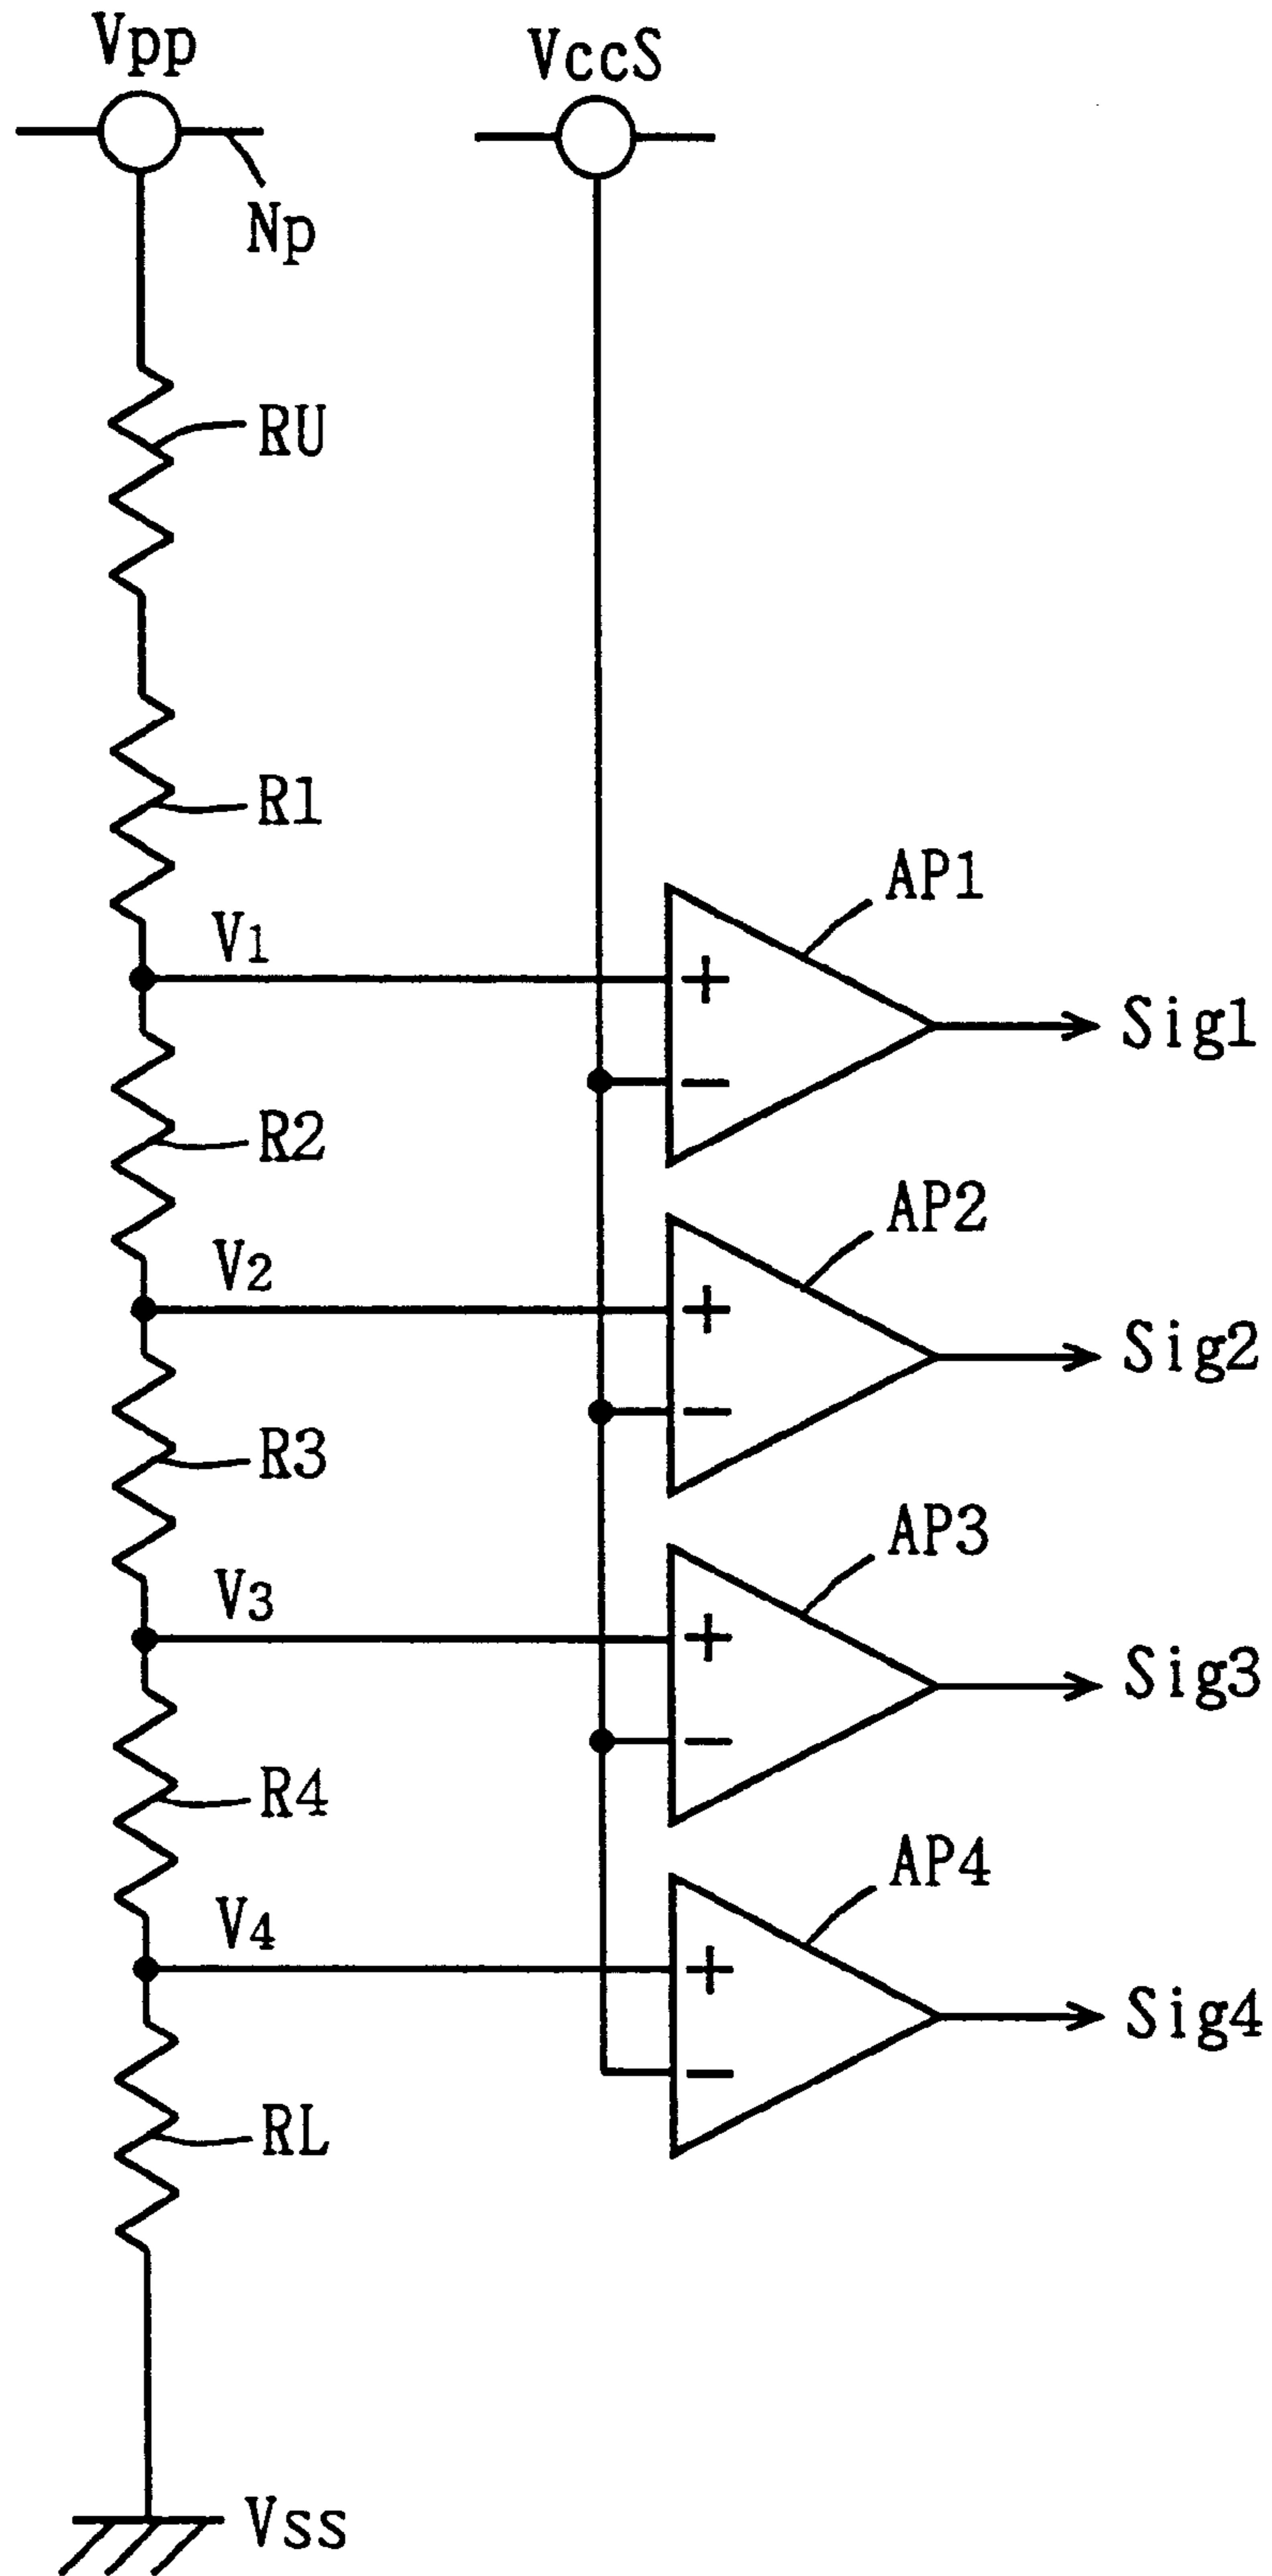 Vpp
VccS
Np
RU
R1
AP1
V1
+
Sig1
−
R2
AP2
V2
+
Sig2
−
R3
AP3
V3
+
Sig3
−
R4
AP4
V4
+
Sig4
−
RL
Vss